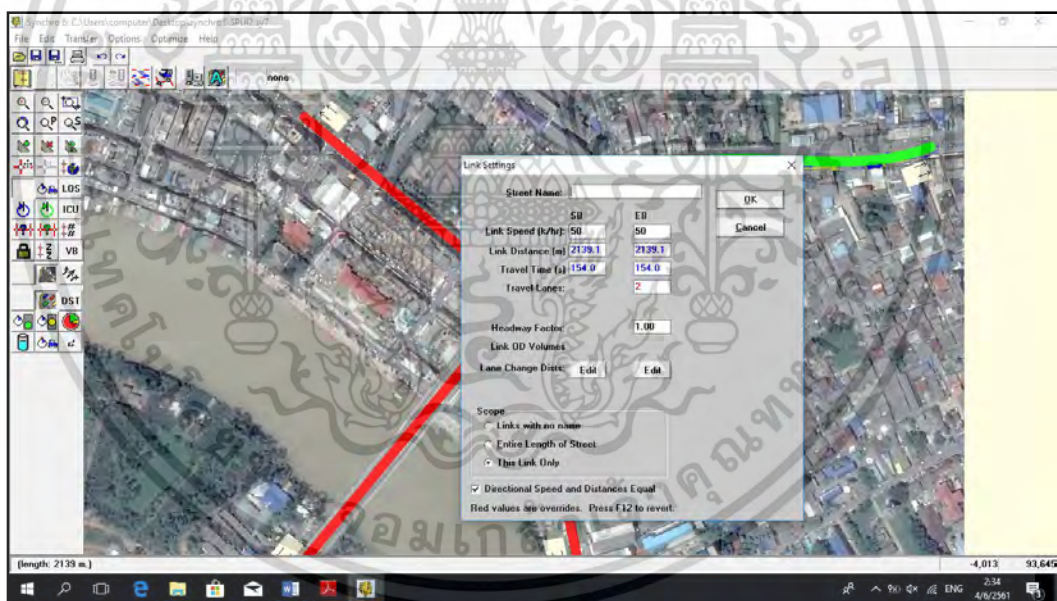 Synchro 6: C:\Users\computer\Desktop\synchro t-SPUI2.sy7
File Edit Transfer Options Optimize Help
none
LOS
ICU
VB
DST
Link Settings
Street Name:
OK
Cancel
SB EB
Link Speed (k/hr): 50 50
Link Distance (m) 2139.1 2139.1
Travel Time (s) 154.0 154.0
Travel Lanes: 2
Headway Factor: 1.00
Link OD Volumes
Lane Change Dists: Edit Edit
Scope
Links with no name
Entire Length of Street
This Link Only
Directional Speed and Distances Equal
Red values are overrides. Press F12 to revert.
(length: 2139 m.)
-4,013 93,645
ENG
2:34
4/6/2561